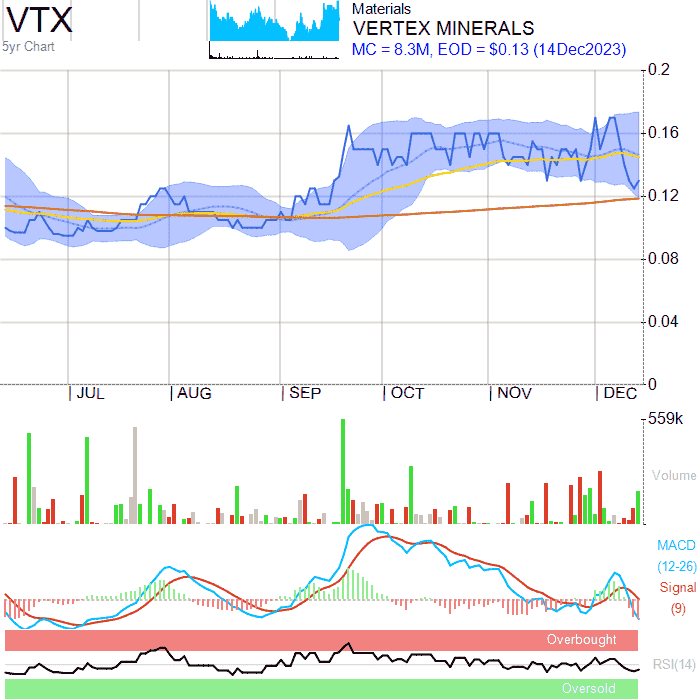 VTX
5yr Chart
Materials
VERTEX MINERALS
MC = 8.3M, EOD = $0.13 (14Dec2023)
0.2
0.16
0.12
0.08
0.04
0
JUL AUG SEP OCT NOV DEC
559k
Volume
MACD
(12-26)
Signal
(9)
Overbought
RSI(14)
Oversold